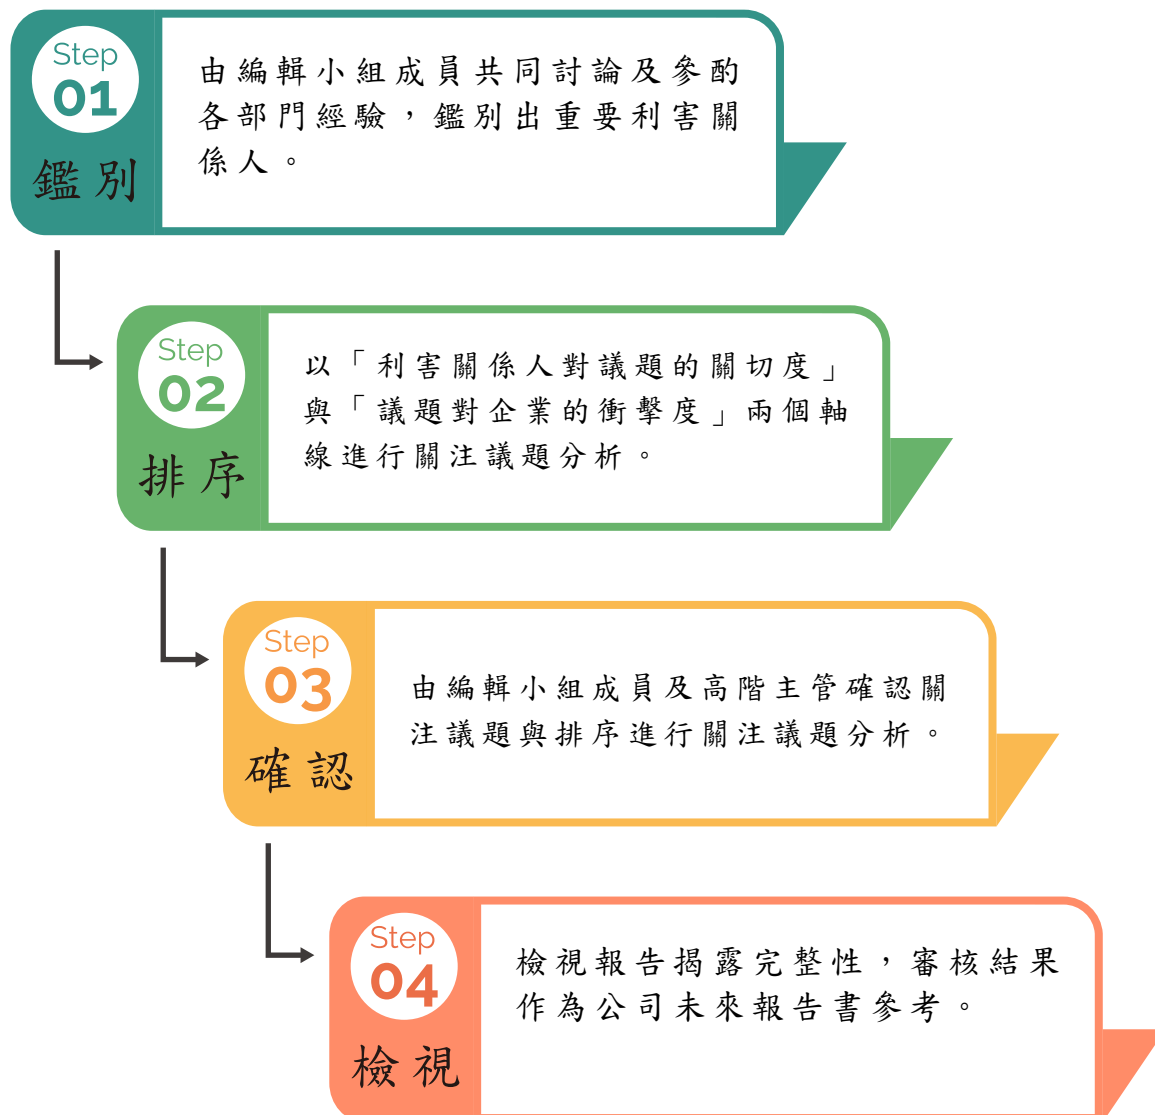 Step
01
鑑別
由編輯小組成員共同討論及參酌
各部門經驗，鑑別出重要利害關
係人。
Step
02
排序
以「利害關係人對議題的關切度」
與「議題對企業的衝擊度」兩個軸
線進行關注議題分析。
Step
03
確認
由編輯小組成員及高階主管確認關
注議題與排序進行關注議題分析。
Step
04
檢視
檢視報告揭露完整性，審核結果
作為公司未來報告書參考。